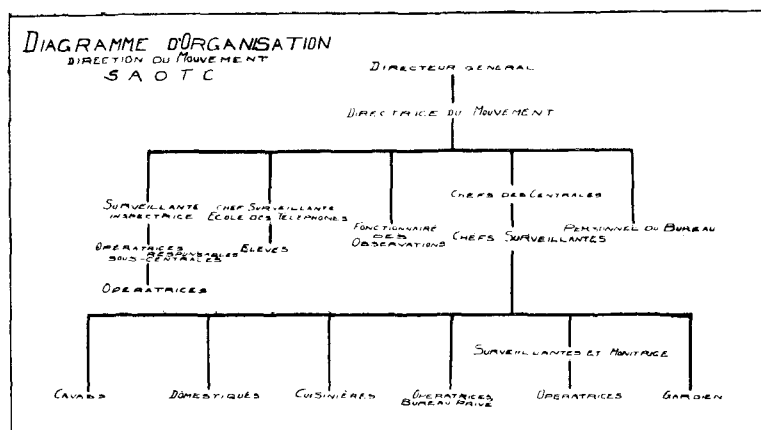 DIAGRAMME D'ORGANISATION
DIRECTION DU MOUVEMENT
S A O T C
DIRECTEUR GENERAL
DIRECTRICE DU MOUVEMENT
SURVEILLANTE
INSPECTRICE
CHEF SURVEILLANTE
ECOLE DES TELEPHONES
CHEFS DES CENTRALES
FONCTIONNAIRE
DES
OBSERVATIONS
CHEFS SURVEILLANTES
PERSONNEL DU BUREAU
OPERATRICES
RESPONSABLES
SOUS-CENTRALES
ELEVES
OPERATRICES
SURVEILLANTES ET MONITRICE
CAVASS
DOMESTIQUES
CUISINIÈRES
OPERATRICES
BUREAU PRIVE
OPERATRICES
GARDIEN